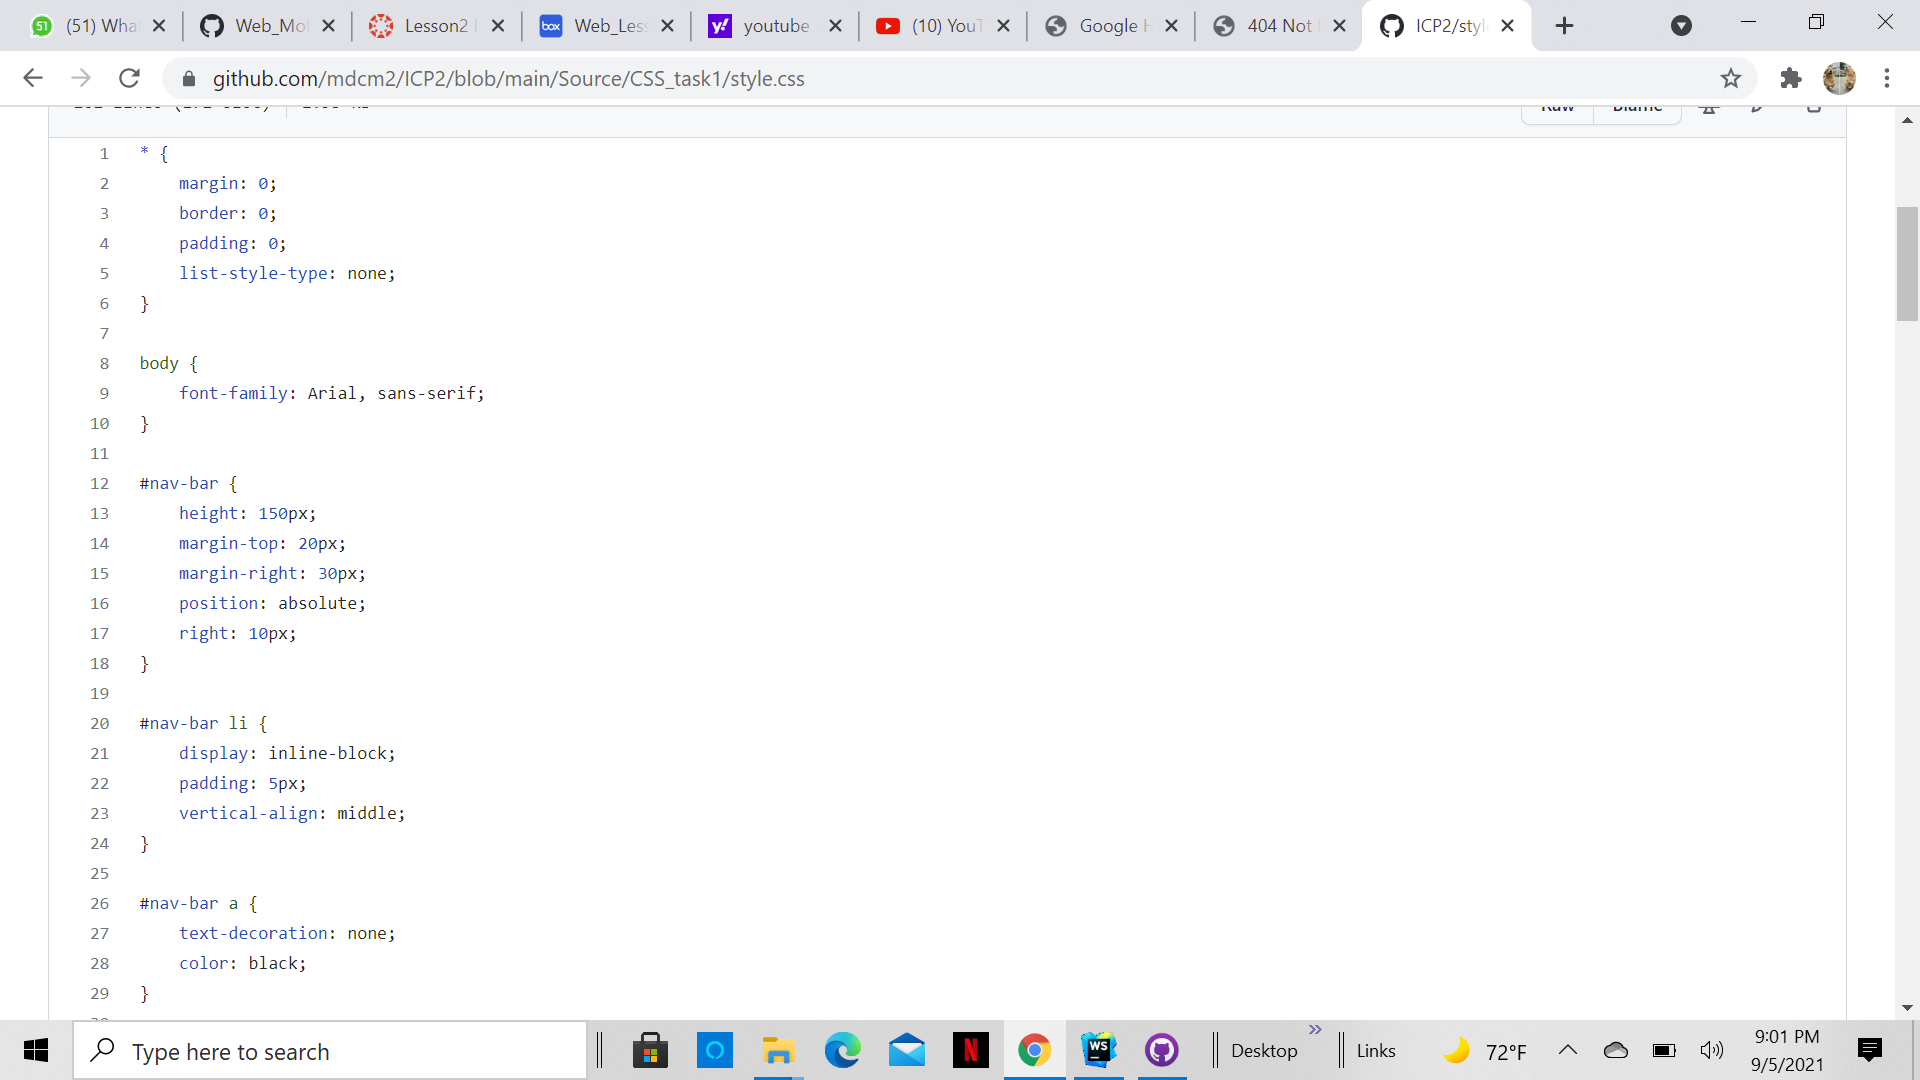 51 (51) Wha
Web_Mo
Lesson2
box Web_Les
y! youtube
(10) YouT
Google H
404 Not
ICP2/style
github.com/mdcm2/ICP2/blob/main/Source/CSS_task1/style.css
Raw Blame
1 * {
2 margin: 0;
3 border: 0;
4 padding: 0;
5 list-style-type: none;
6 }
7
8 body {
9 font-family: Arial, sans-serif;
10 }
11
12 #nav-bar {
13 height: 150px;
14 margin-top: 20px;
15 margin-right: 30px;
16 position: absolute;
17 right: 10px;
18 }
19
20 #nav-bar li {
21 display: inline-block;
22 padding: 5px;
23 vertical-align: middle;
24 }
25
26 #nav-bar a {
27 text-decoration: none;
28 color: black;
29 }
Type here to search
N
WS
Desktop
Links
72°F
9:01 PM
9/5/2021